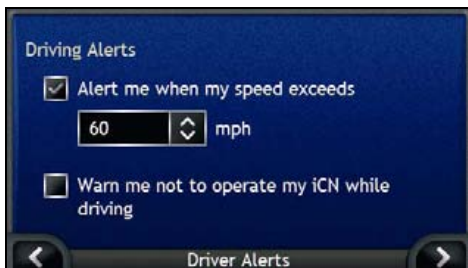 Driving Alerts
Alert me when my speed exceeds
60 mph
Warn me not to operate my iCN while
driving
Driver Alerts